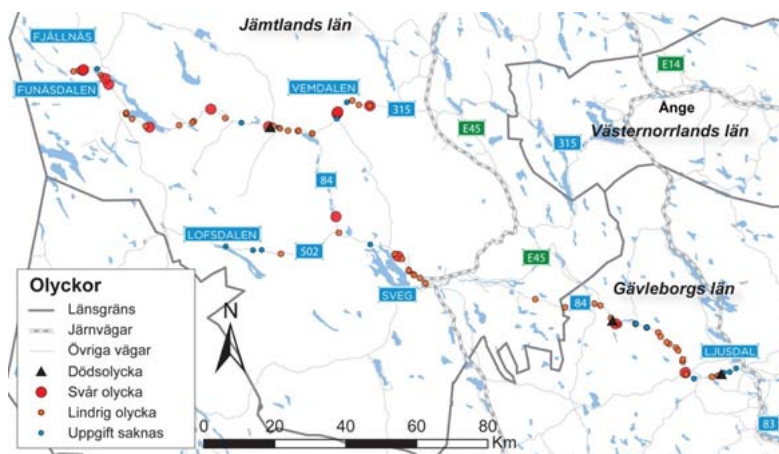 Jämtlands län
FJÄLLNÄS
FUNÄSDALEN
VEMDALEN
315
E45
E14
Ånge
Västernorrlands län
315
84
LOFSDALEN
502
E45
SVEG
84
Gävleborgs län
LJUSDAL
83
Olyckor
Länsgräns
Järnvägar
Övriga vägar
Dödsolycka
Svår olycka
Lindrig olycka
Uppgift saknas
N
0 20 40 60 80
Km